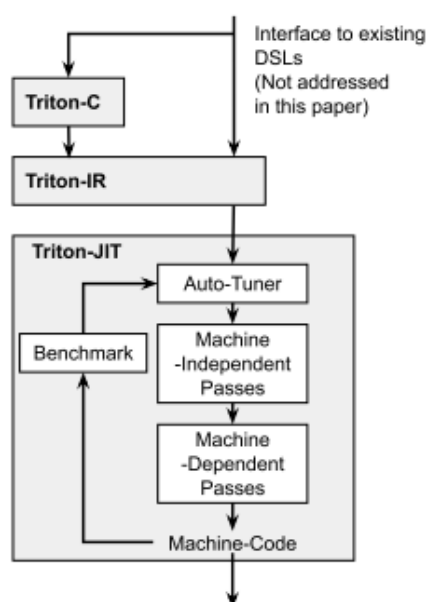 Interface to existing
DSLs
(Not addressed
in this paper)
Triton-C
Triton-IR
Triton-JIT
Auto-Tuner
Benchmark
Machine
-Independent
Passes
Machine
-Dependent
Passes
Machine-Code